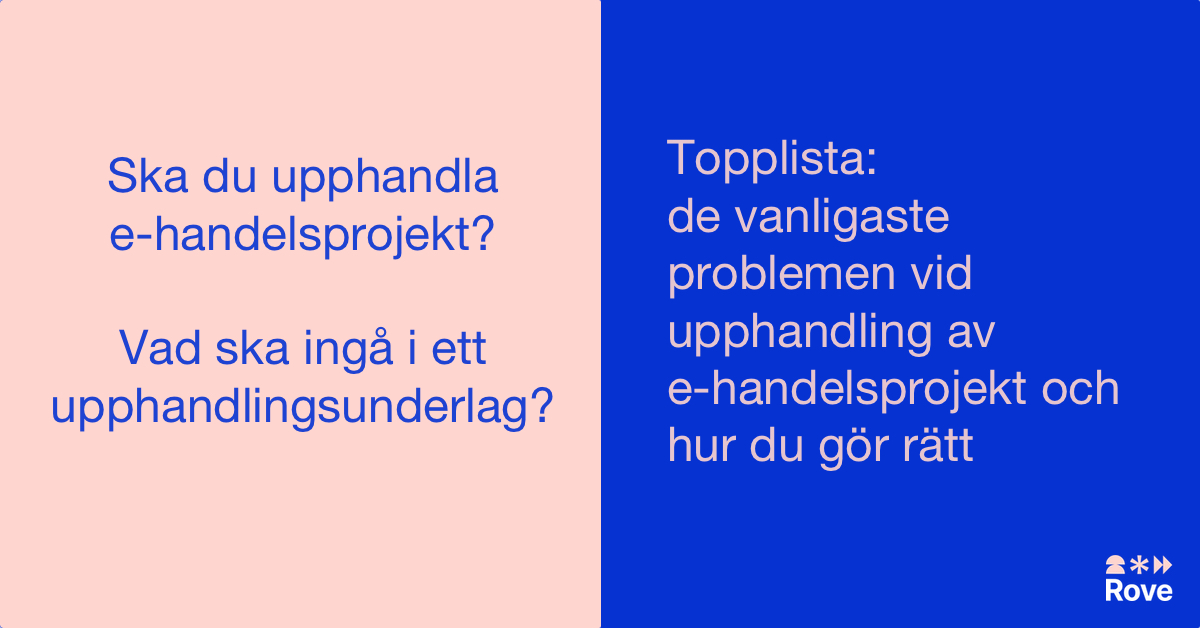 Ska du upphandla
e-handelsprojekt?
Vad ska ingå i ett
upphandlingsunderlag?
Topplista:
de vanligaste
problemen vid
upphandling av
e-handelsprojekt och
hur du gör rätt
Rove